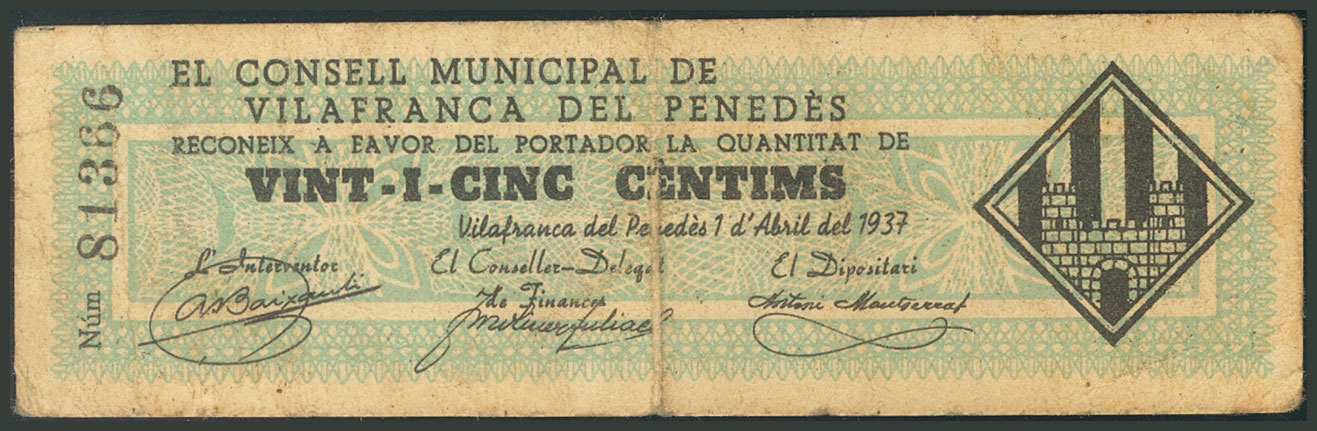 EL CONSELL MUNICIPAL DE
VILAFRANCA DEL PENEDÈS
RECONEIX A FAVOR DEL PORTADOR LA QUANTITAT DE
VINT-I-CINC CÈNTIMS
Vilafranca del Penedès 1 d'Abril del 1937
L'Interventor
El Conseller-Delegat
de Finances
El Dipositari
Antoni Montserrat
Núm 81366